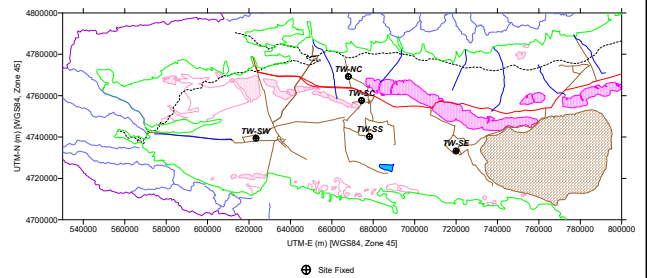 4800000
4780000
4760000
4740000
4720000
4700000
UTM-N (m) [WGS84, Zone 45]
TW-NC
TW-SC
TW-SW
TW-SS
TW-SE
540000 560000 580000 600000 620000 640000 660000 680000 700000 720000 740000 760000 780000 800000
UTM-E (m) [WGS84, Zone 45]
Site Fixed